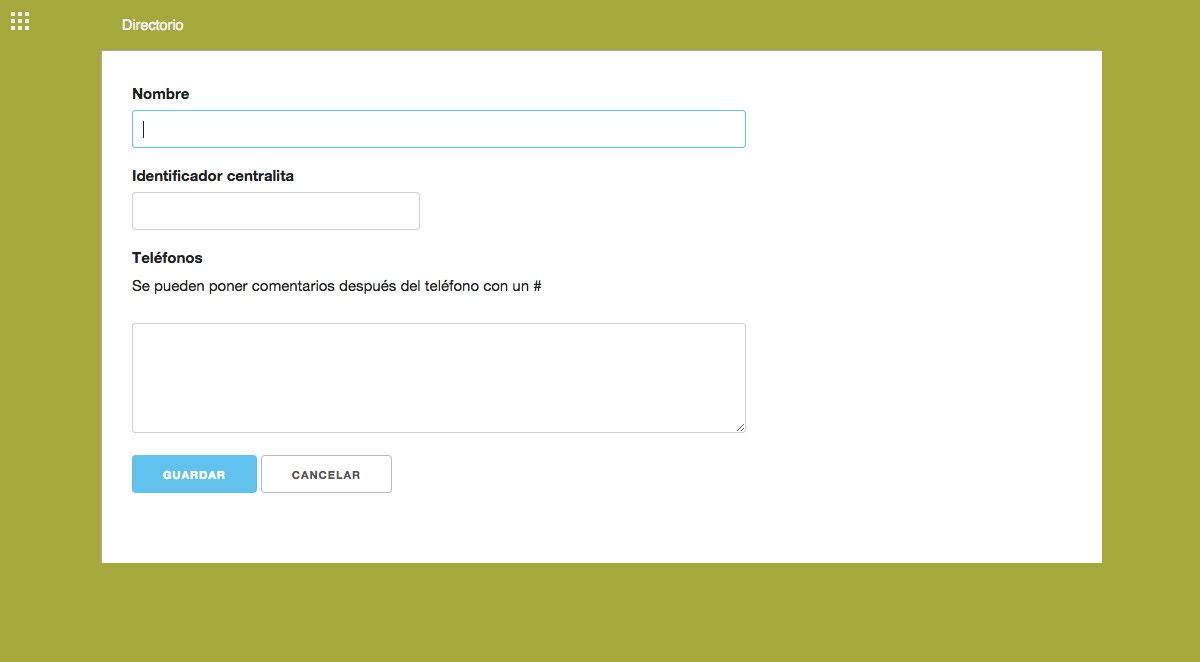 Directorio
Nombre
Identificador centralita
Teléfonos
Se pueden poner comentarios después del teléfono con un #
GUARDAR CANCELAR